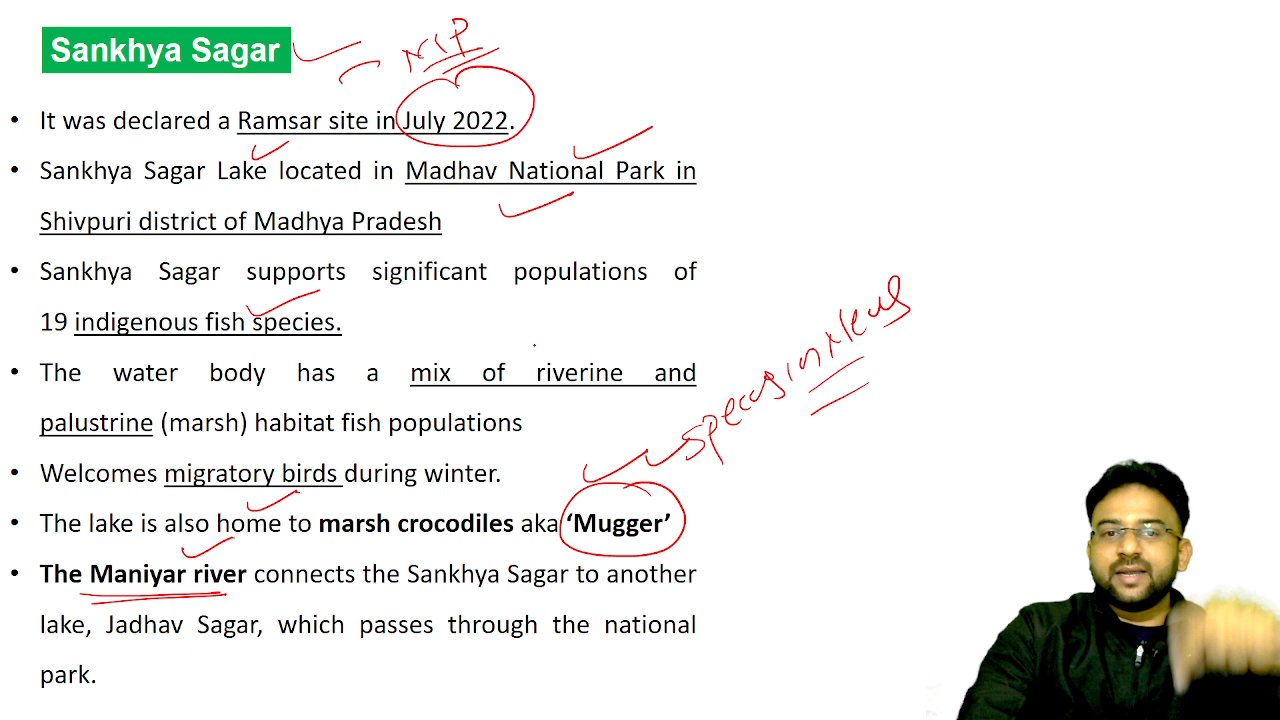 Sankhya Sagar
• It was declared a Ramsar site in July 2022.
• Sankhya Sagar Lake located in Madhav National Park in
Shivpuri district of Madhya Pradesh
• Sankhya Sagar supports significant populations of
19 indigenous fish species.
• The water body has a mix of riverine and
palustrine (marsh) habitat fish populations
• Welcomes migratory birds during winter.
• The lake is also home to marsh crocodiles aka ‘Mugger’
• The Maniyar river connects the Sankhya Sagar to another
lake, Jadhav Sagar, which passes through the national
park.